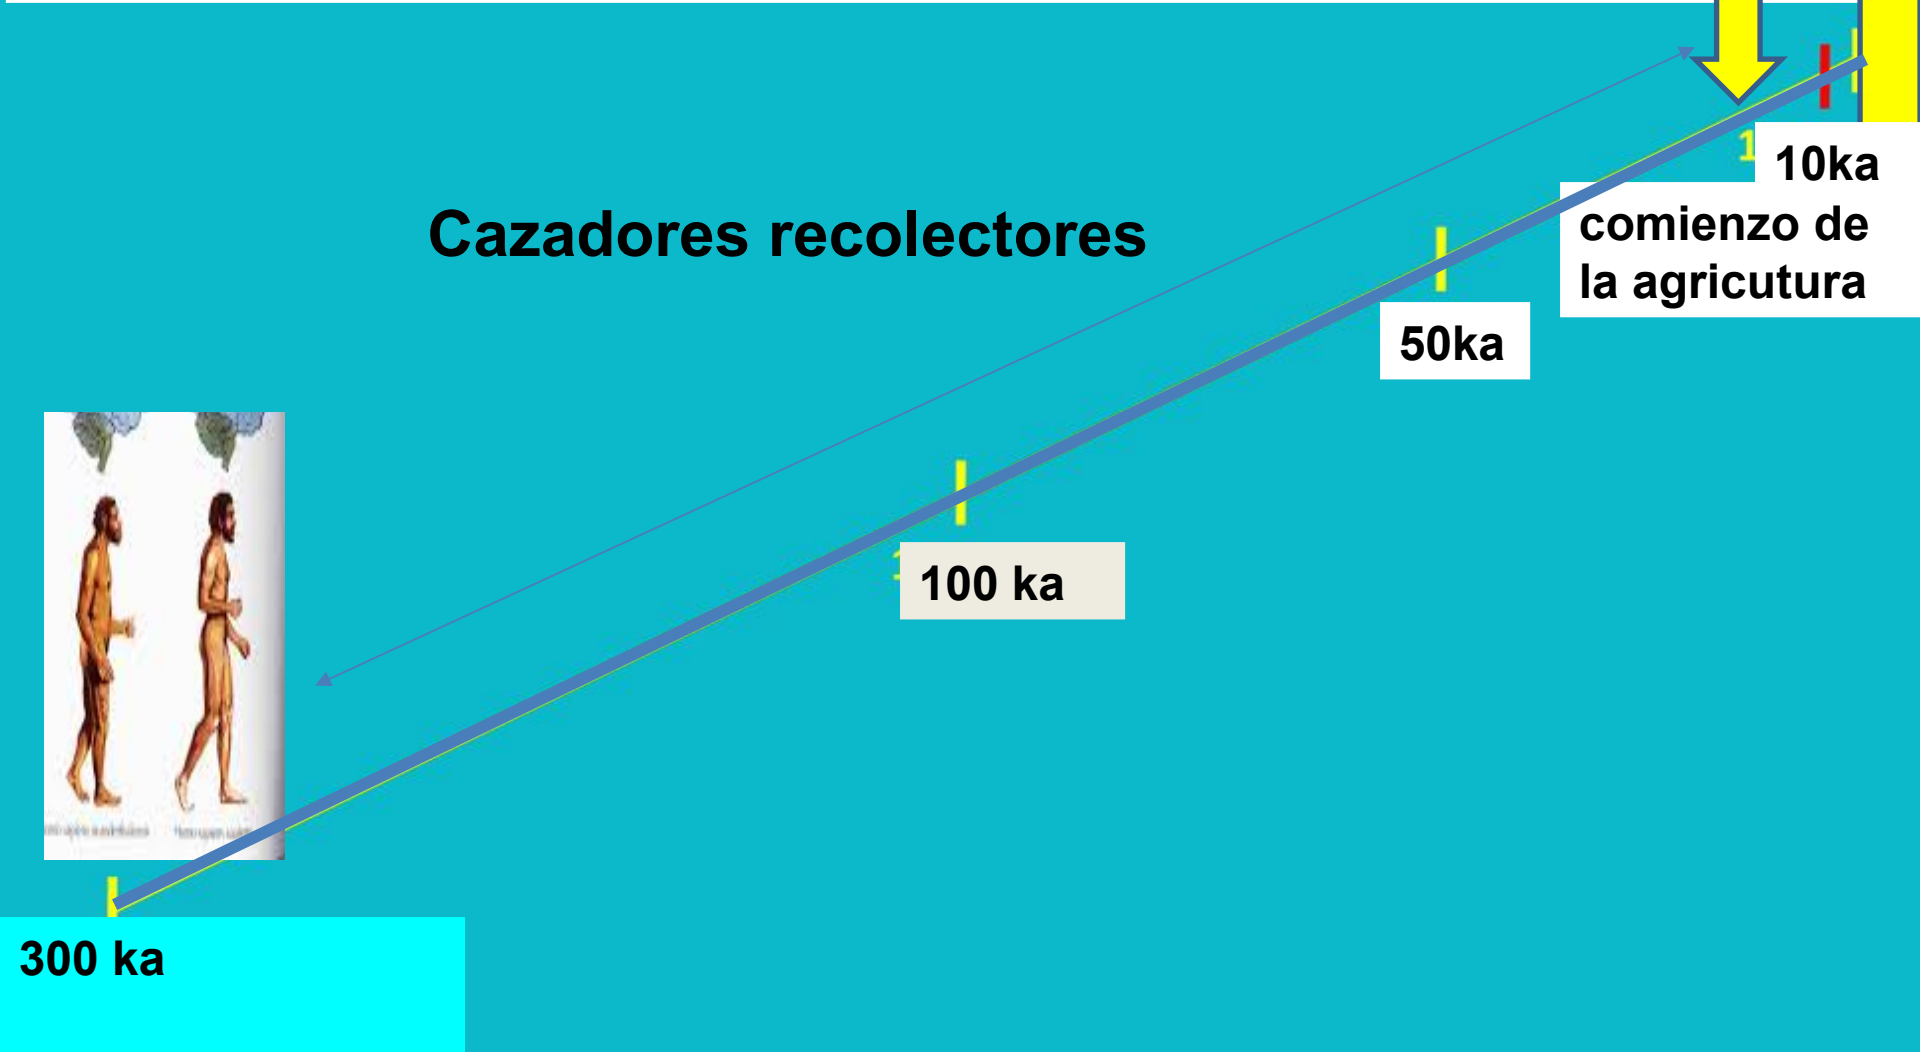 10ka
Cazadores recolectores
comienzo de
la agricutura
50ka
100 ka
300 ka